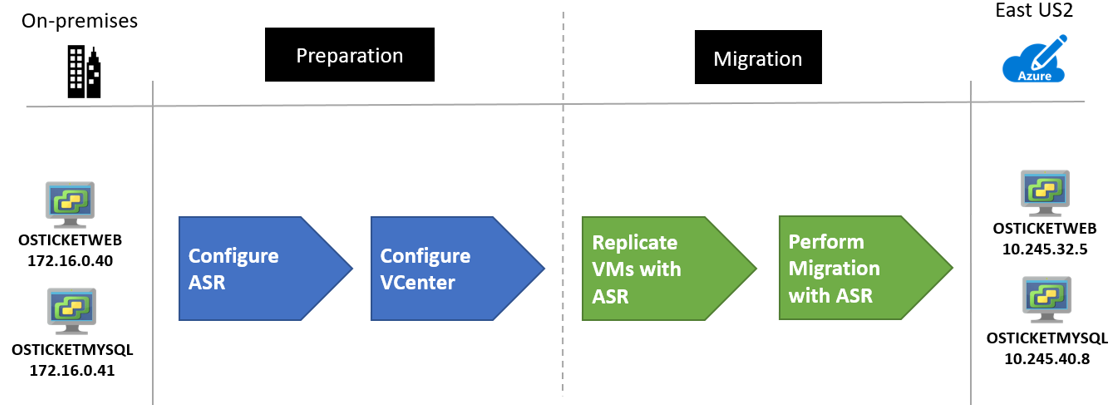 On-premises
Preparation
Migration
East US2
Azure
OSTICKETWEB
172.16.0.40
OSTICKETMYSQL
172.16.0.41
Configure
ASR
Configure
VCenter
Replicate
VMs with
ASR
Perform
Migration
with ASR
OSTICKETWEB
10.245.32.5
OSTICKETMYSQL
10.245.40.8